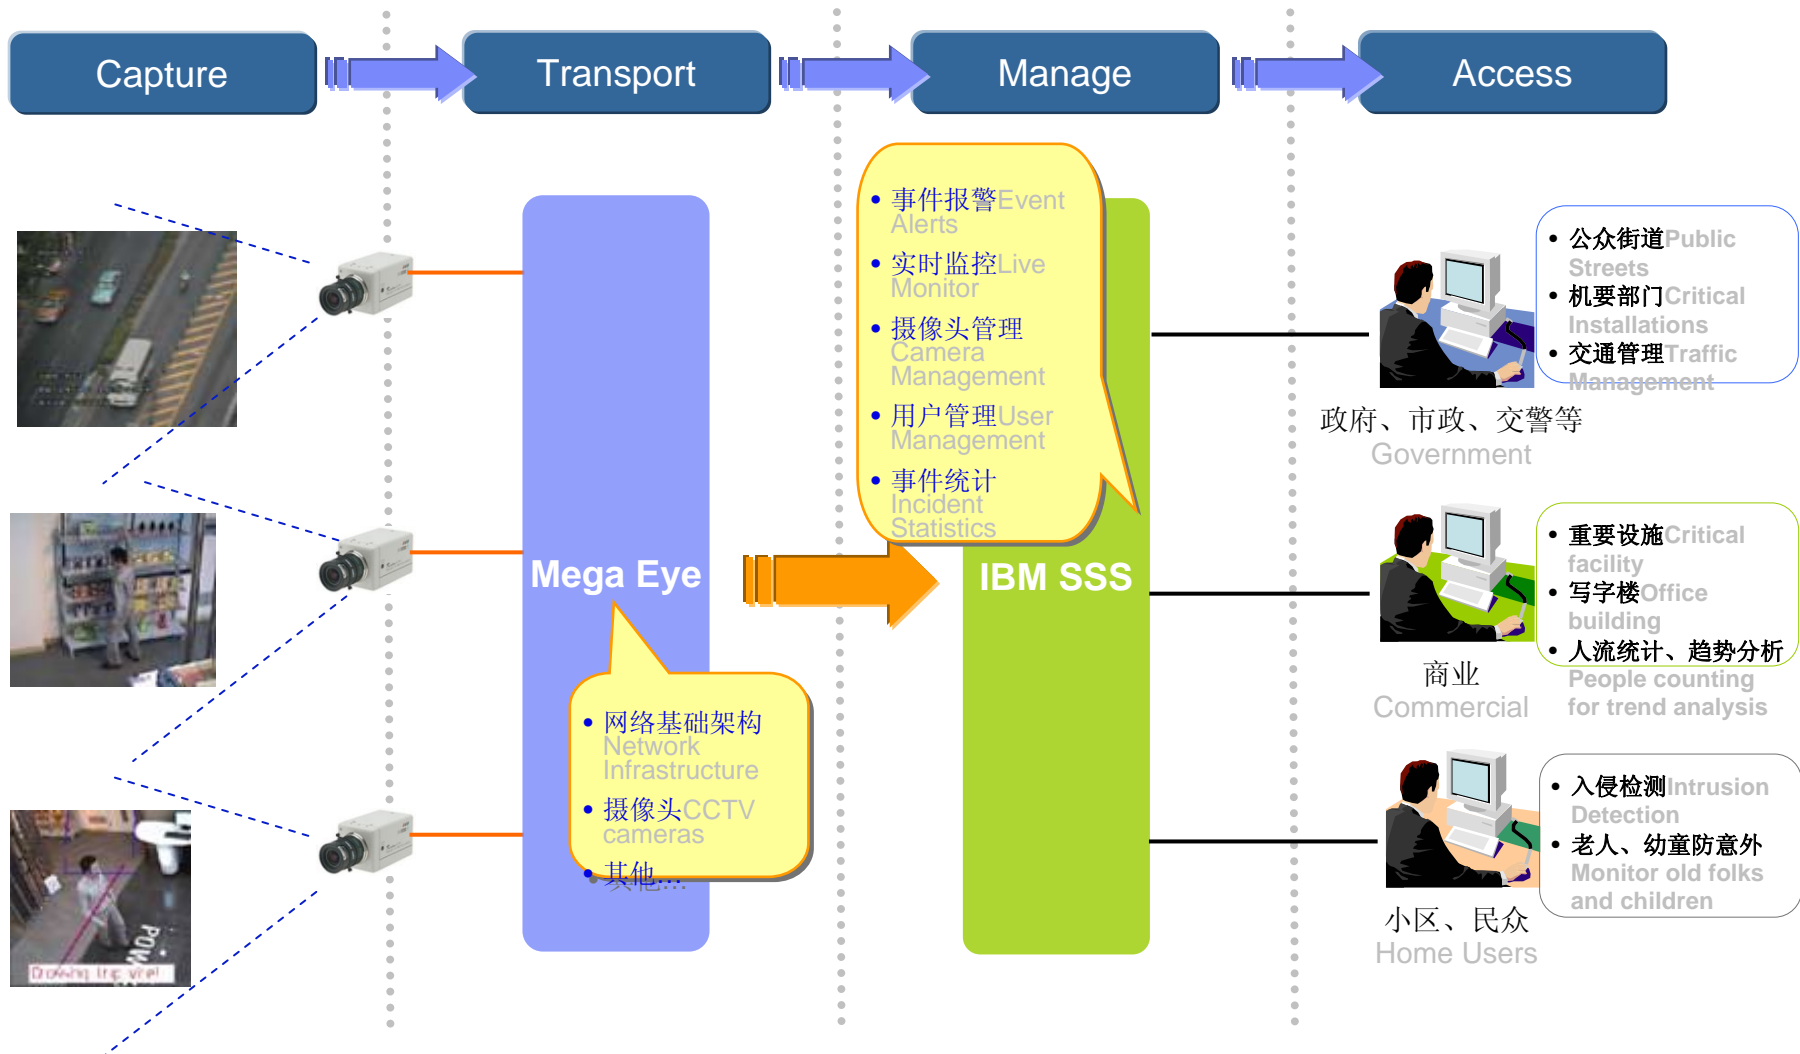 Capture
Transport
Manage
Access
• 事件报警Event
Alerts
• 实时监控Live
Monitor
• 摄像头管理
Camera
Management
• 用户管理User
Management
• 事件统计
Incident
Statistics
Mega Eye
IBM SSS
• 网络基础架构
Network
Infrastructure
• 摄像头CCTV
cameras
• 其他…
• 公众街道Public
Streets
• 机要部门Critical
Installations
• 交通管理Traffic
Management
政府、市政、交警等
Government
• 重要设施Critical
facility
• 写字楼Office
building
• 人流统计、趋势分析
People counting
for trend analysis
商业
Commercial
• 入侵检测Intrusion
Detection
• 老人、幼童防意外
Monitor old folks
and children
小区、民众
Home Users